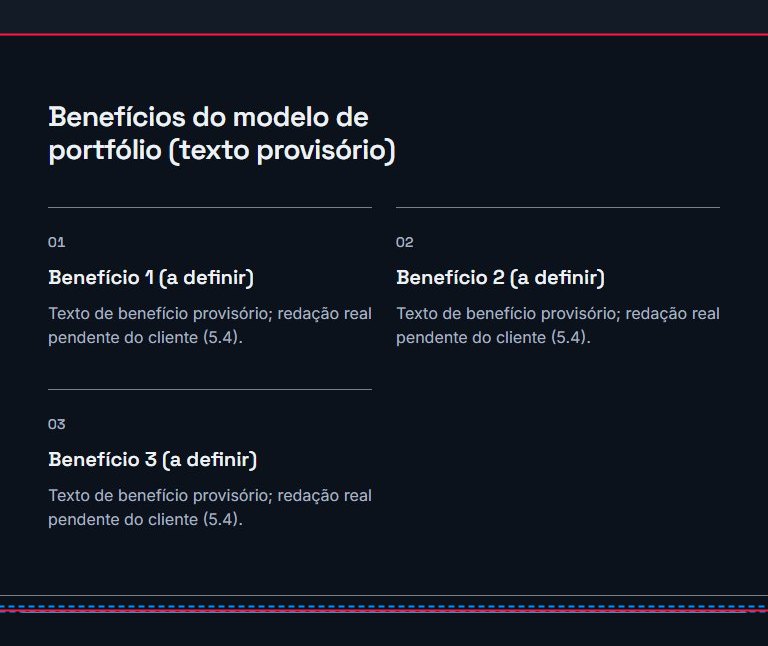 Benefícios do modelo de
portfólio (texto provisório)
01
Benefício 1 (a definir)
Texto de benefício provisório; redação real
pendente do cliente (5.4).
02
Benefício 2 (a definir)
Texto de benefício provisório; redação real
pendente do cliente (5.4).
03
Benefício 3 (a definir)
Texto de benefício provisório; redação real
pendente do cliente (5.4).